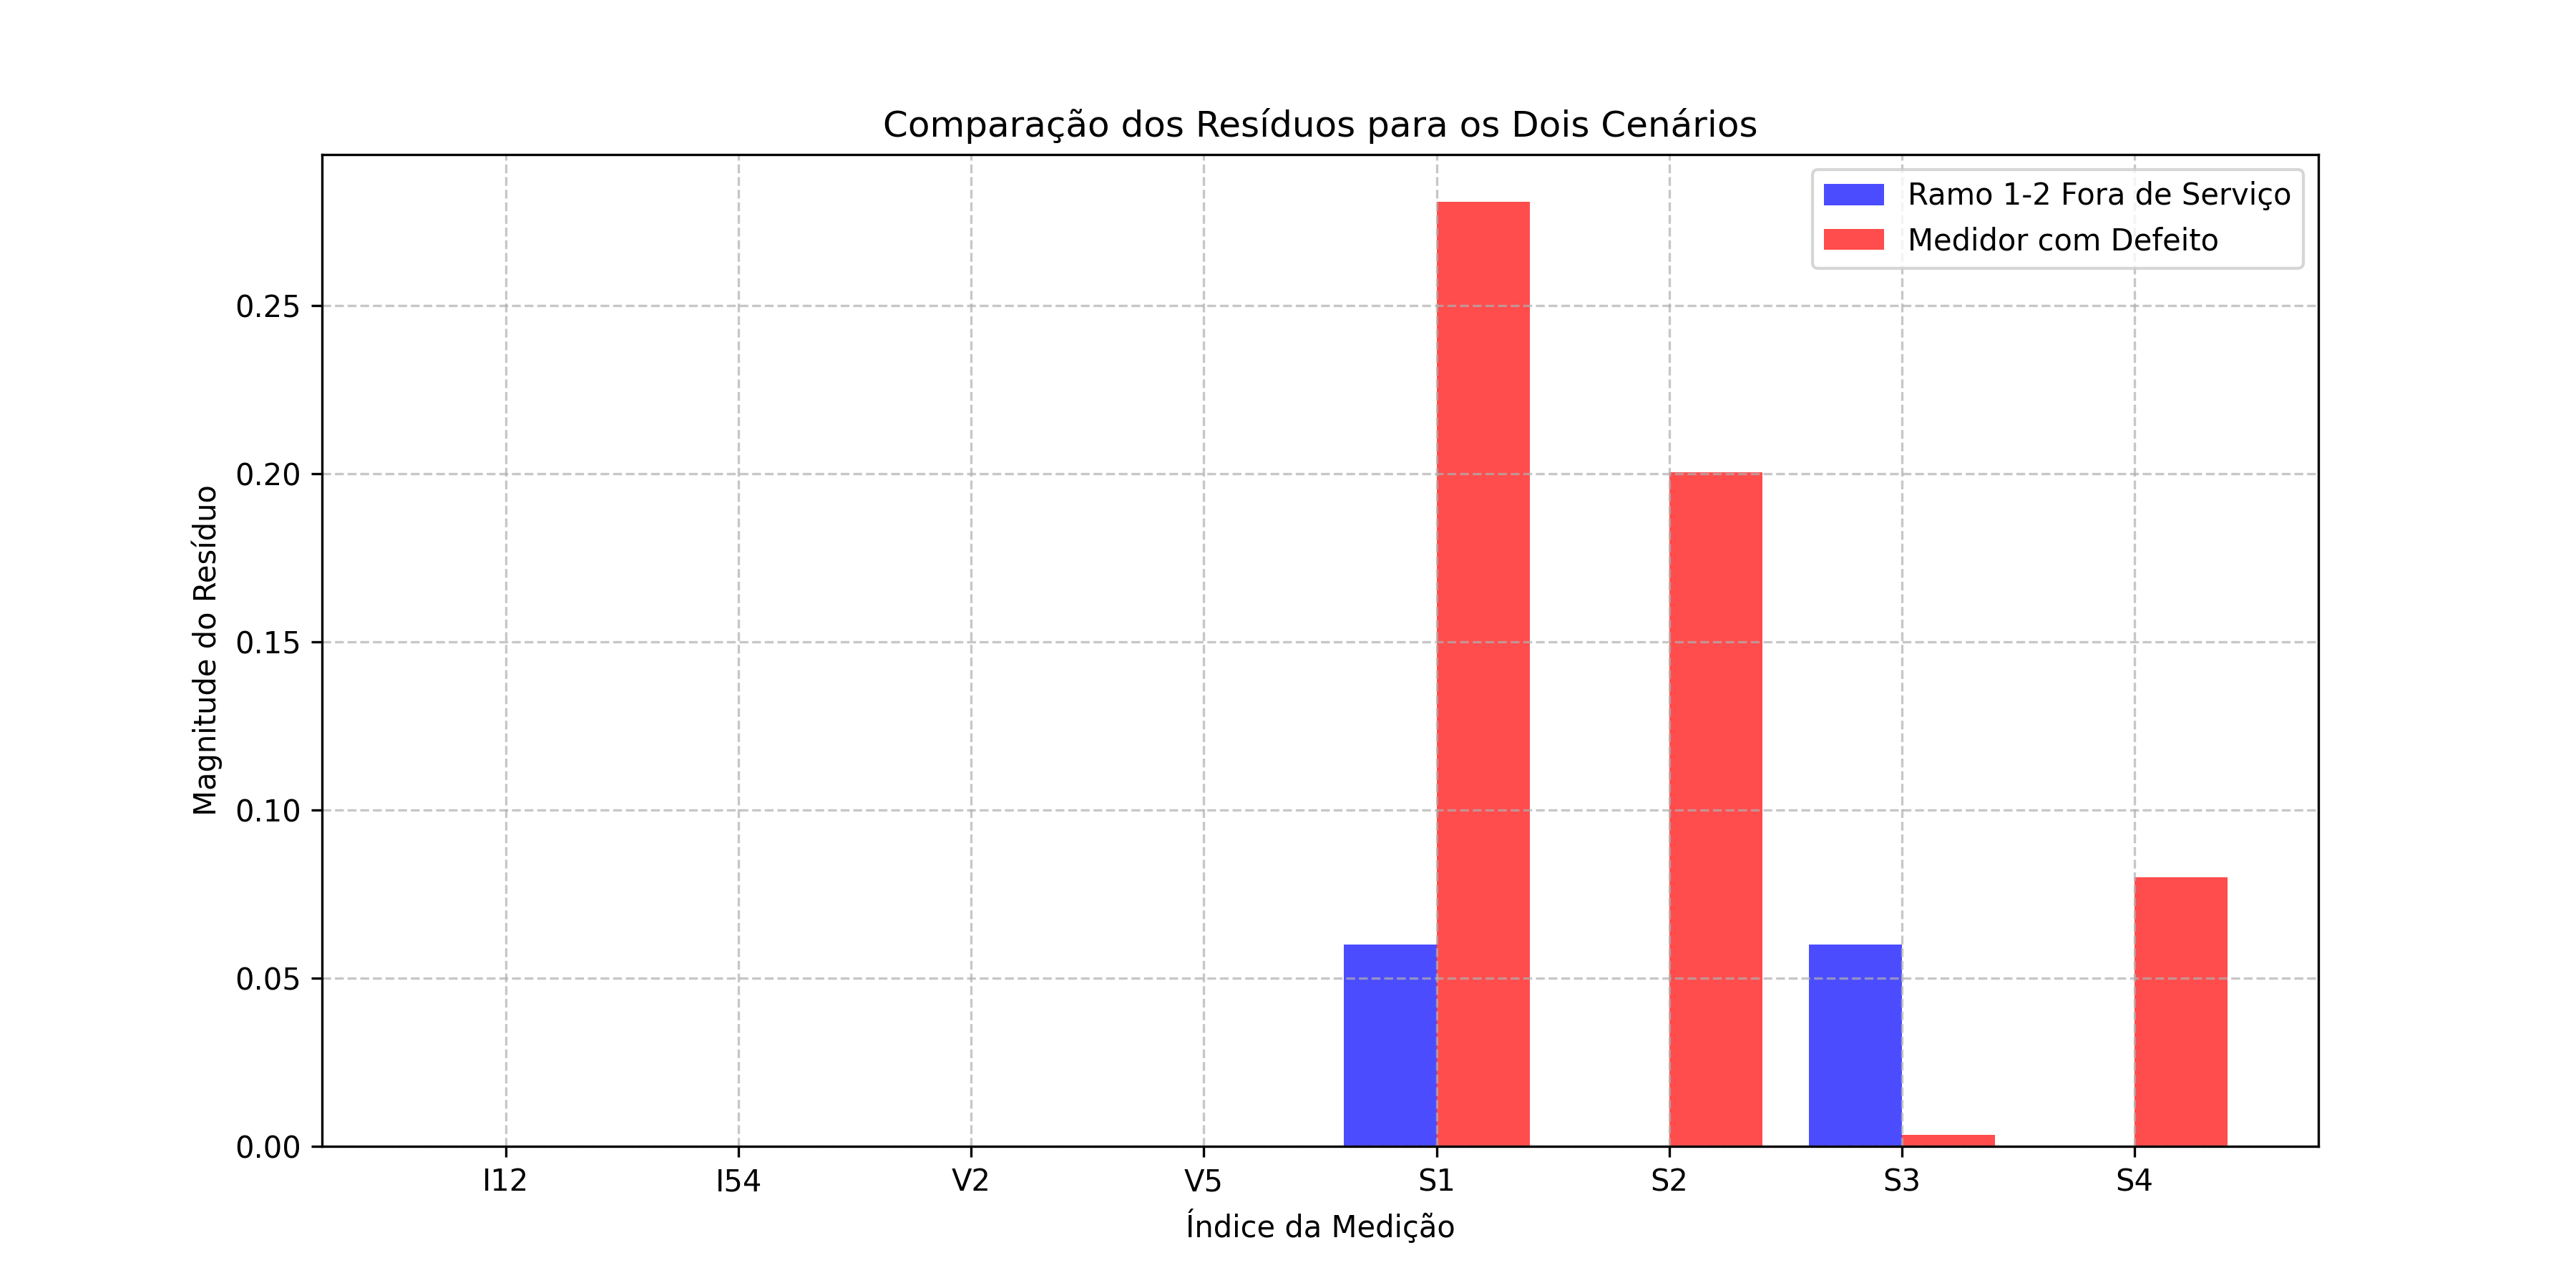 Comparação dos Resíduos para os Dois Cenários
Ramo 1-2 Fora de Serviço
Medidor com Defeito
Magnitude do Resíduo
0.25
0.20
0.15
0.10
0.05
0.00
I12 I54 V2 V5 S1 S2 S3 S4
Índice da Medição